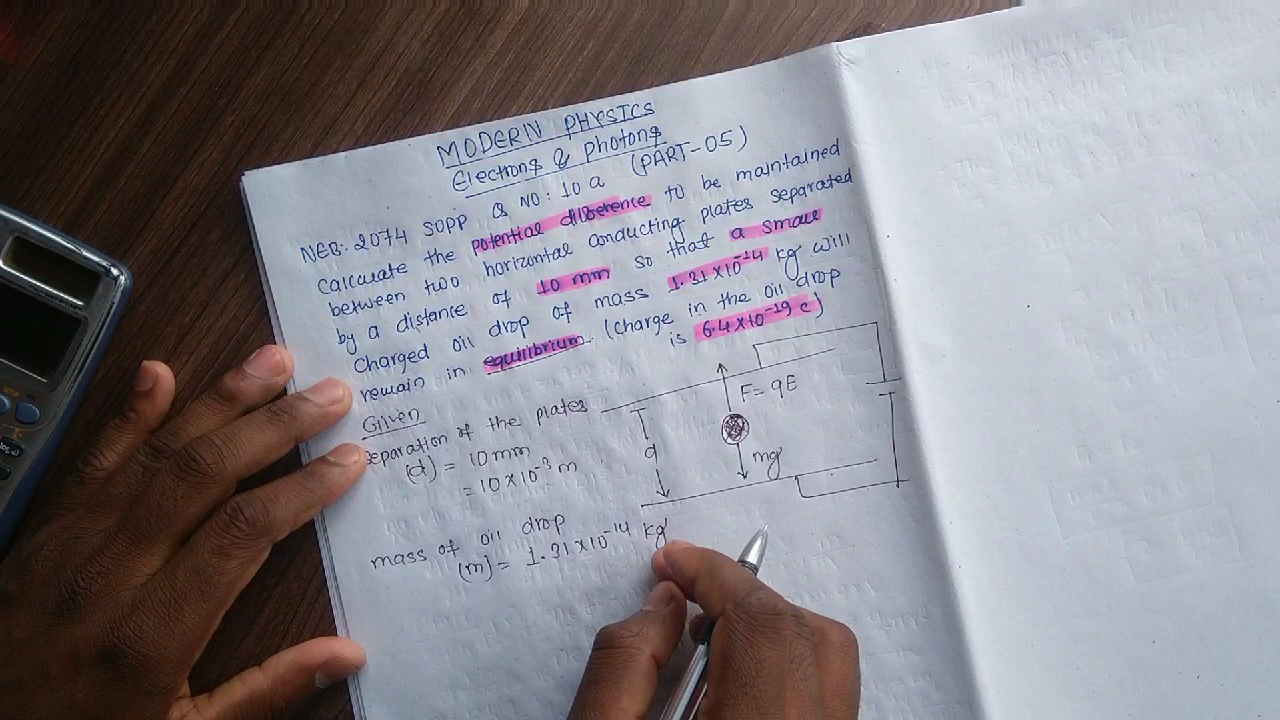 MODERN PHYSICS
Electrons & Photons
(PART-05)
NEB: 2074 SUPP Q NO: 10 a
Calculate the potential difference to be maintained
between two horizontal conducting plates separated
by a distance of 10 mm so that a small
Charged oil drop of mass 1.31 × 10⁻¹⁴ kg will
remain in equilibrium. (charge in the oil drop
is 6.4 × 10⁻¹⁹ c)
Given
separation of the plates
(d) = 10 mm
= 10 × 10⁻³ m
mass of oil drop
(m) = 1.31 × 10⁻¹⁴ kg
F = qE
d
mg